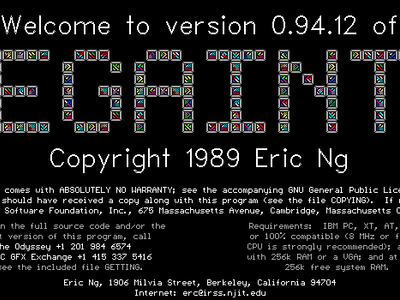 Welcome to version 0.94.12 of
EGAINT
Copyright 1989 Eric Ng
comes with ABSOLUTELY NO WARRANTY; see the accompanying GNU General Public Lice
should have received a copy along with this program (see the file COPYING). If
Software Foundation, Inc., 675 Massachusetts Avenue, Cambridge, Massachusetts
n the full source code and/or the
t version of this program, call
he Odyssey +1 201 984 6574
C GFX Exchange +1 415 337 5416
see the included file GETTING.
Requirements: IBM PC, XT, AT,
or 100% compatible (8 MHz or f
CPU is strongly recommended); a
with 256k RAM or a VGA; and at
256k free system RAM.
Eric Ng, 1906 Milvia Street, Berkeley, California 94704
Internet: erc@irss.njit.edu